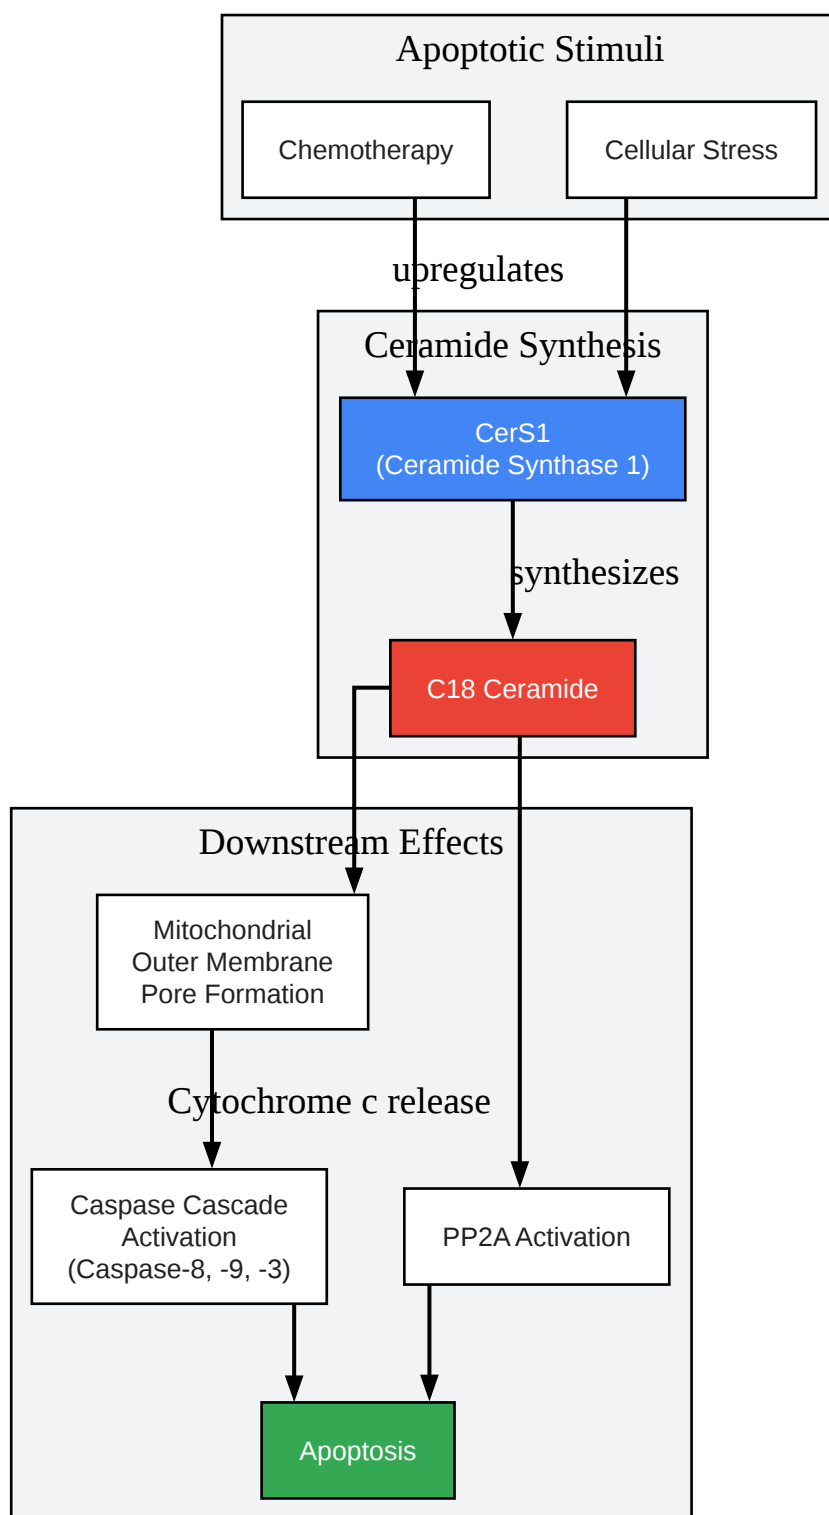 Apoptotic Stimuli
Chemotherapy
Cellular Stress
upregulates
Ceramide Synthesis
CerS1
(Ceramide Synthase 1)
synthesizes
C18 Ceramide
Downstream Effects
Mitochondrial
Outer Membrane
Pore Formation
Cytochrome c release
Caspase Cascade
Activation
(Caspase-8, -9, -3)
PP2A Activation
Apoptosis